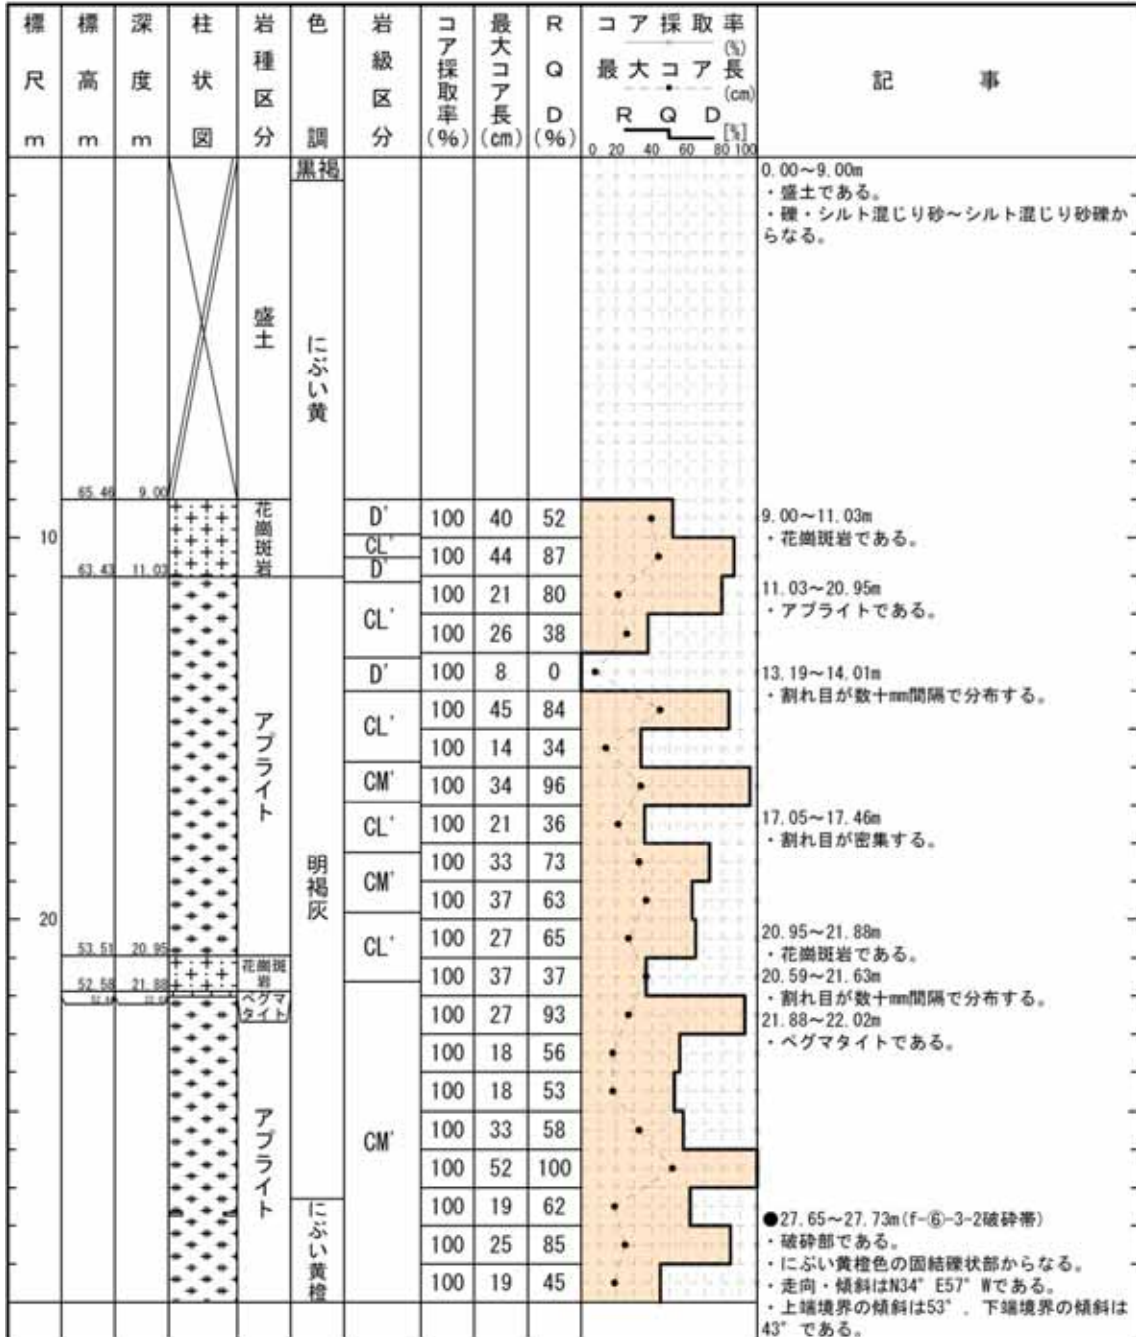 標尺m
標高m
深度m
柱状図
岩種区分
色調
岩級区分
コア採取率(%)
最大コア長(cm)
RQD(%)
コア採取率
(%)
最大コア長
(cm)
RQD
[%]
0 20 40 60 80 100
記事
黒褐
0.00～9.00m
・盛土である。
・礫・シルト混じり砂～シルト混じり砂礫か
らなる。
盛土
にぶい黄
65.46 9.00
花崗斑岩
D' 100 40 52
9.00～11.03m
・花崗斑岩である。
10
CL'
100 44 87
D'
63.43 11.03
11.03～20.95m
・アプライトである。
100 21 80
CL'
100 26 38
D' 100 8 0
13.19～14.01m
・割れ目が数十mm間隔で分布する。
アプライト
100 45 84
CL'
100 14 34
CM' 100 34 96
CL' 100 21 36
17.05～17.46m
・割れ目が密集する。
明褐灰
100 33 73
CM'
100 37 63
20
CL'
100 27 65
53.51 20.95
20.95～21.88m
・花崗斑岩である。
花崗斑岩
100 37 37
20.59～21.63m
・割れ目が数十mm間隔で分布する。
52.58 21.88
ペグマタイト
21.88～22.02m
・ペグマタイトである。
100 27 93
100 18 56
100 18 53
アプライト
CM'
100 33 58
100 52 100
にぶい黄橙
100 19 62
100 25 85
100 19 45
●27.65～27.73m(f-⑥-3-2破砕帯)
・破砕部である。
・にぶい黄橙色の固結礫状部からなる。
・走向・傾斜はN34°E57°Wである。
・上端境界の傾斜は53°．下端境界の傾斜は
43°である。